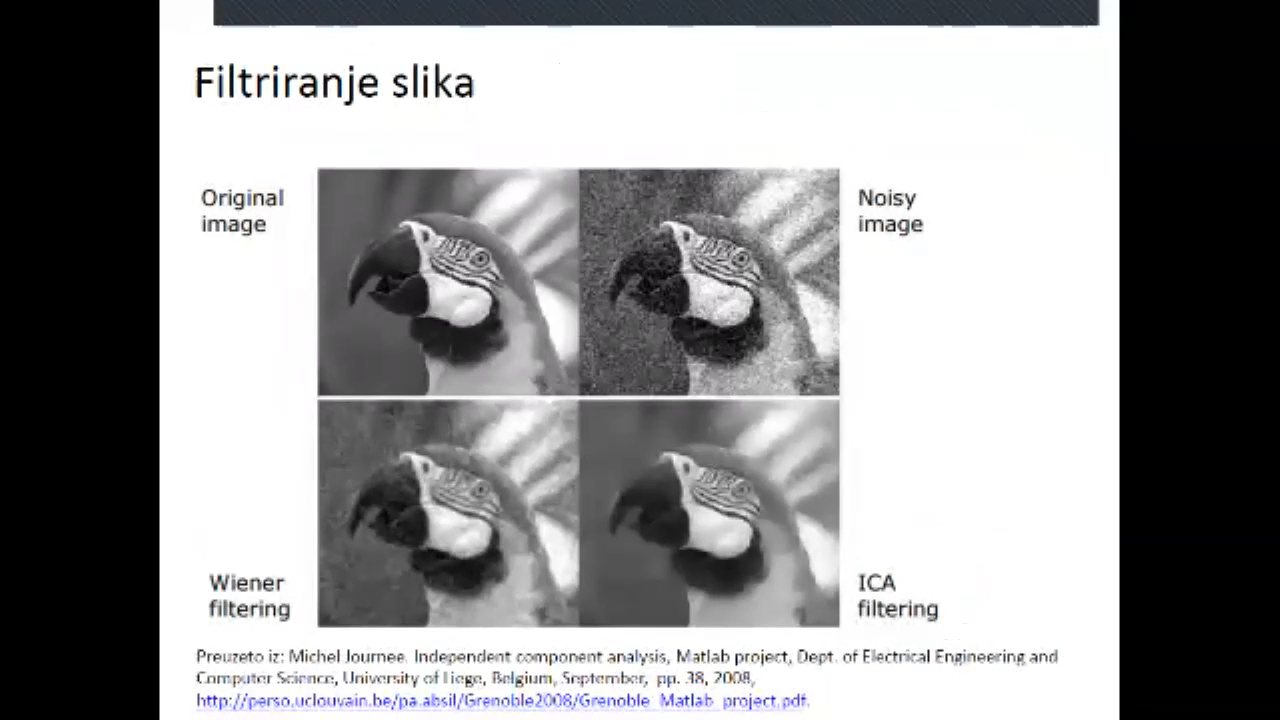 Filtriranje slika
Original
image
Noisy
image
Wiener
filtering
ICA
filtering
Preuzeto iz: Michel Journee. Independent component analysis, Matlab project, Dept. of Electrical Engineering and
Computer Science, University of Liege, Belgium, September, pp. 38, 2008,
http://perso.uclouvain.be/pa.absil/Grenoble2008/Grenoble_Matlab_project.pdf.